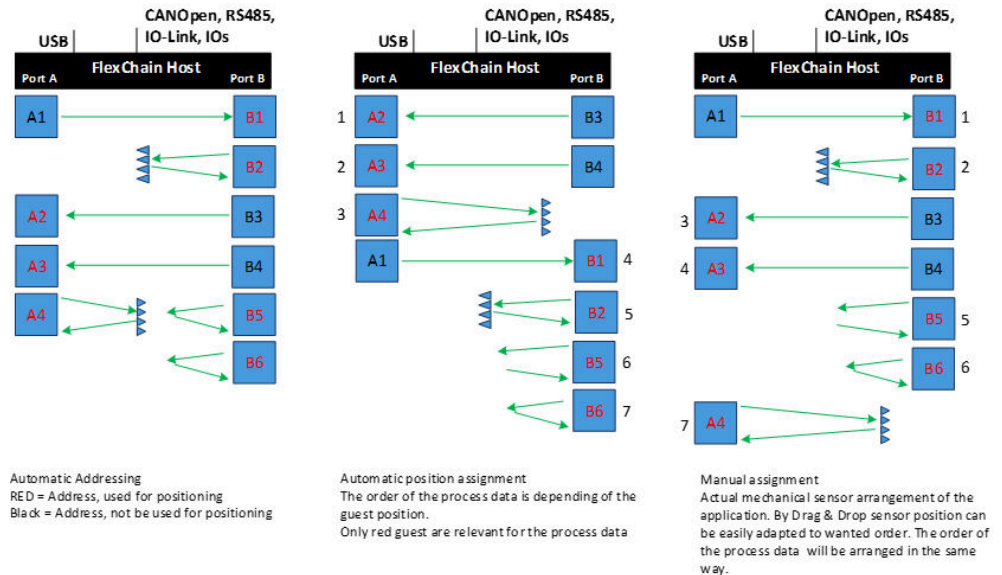 CANOpen, RS485,
IO-Link, IOs
USB
FlexChain Host
Port A
Port B
A1
B1
B2
A2
B3
A3
B4
A4
B5
B6
Automatic Addressing
RED = Address, used for positioning
Black = Address, not be used for positioning
CANOpen, RS485,
IO-Link, IOs
USB
FlexChain Host
Port A
Port B
1 A2 B3
2 A3 B4
3 A4
A1 B1 4
B2 5
B5 6
B6 7
Automatic position assignment
The order of the process data is depending of the
guest position.
Only red guest are relevant for the process data
CANOpen, RS485,
IO-Link, IOs
USB
FlexChain Host
Port A
Port B
A1 B1 1
B2 2
3 A2 B3
4 A3 B4
B5 5
B6 6
7 A4
Manual assignment
Actual mechanical sensor arrangement of the
application. By Drag & Drop sensor position can
be easily adapted to wanted order. The order of
the process data will be arranged in the same
way.